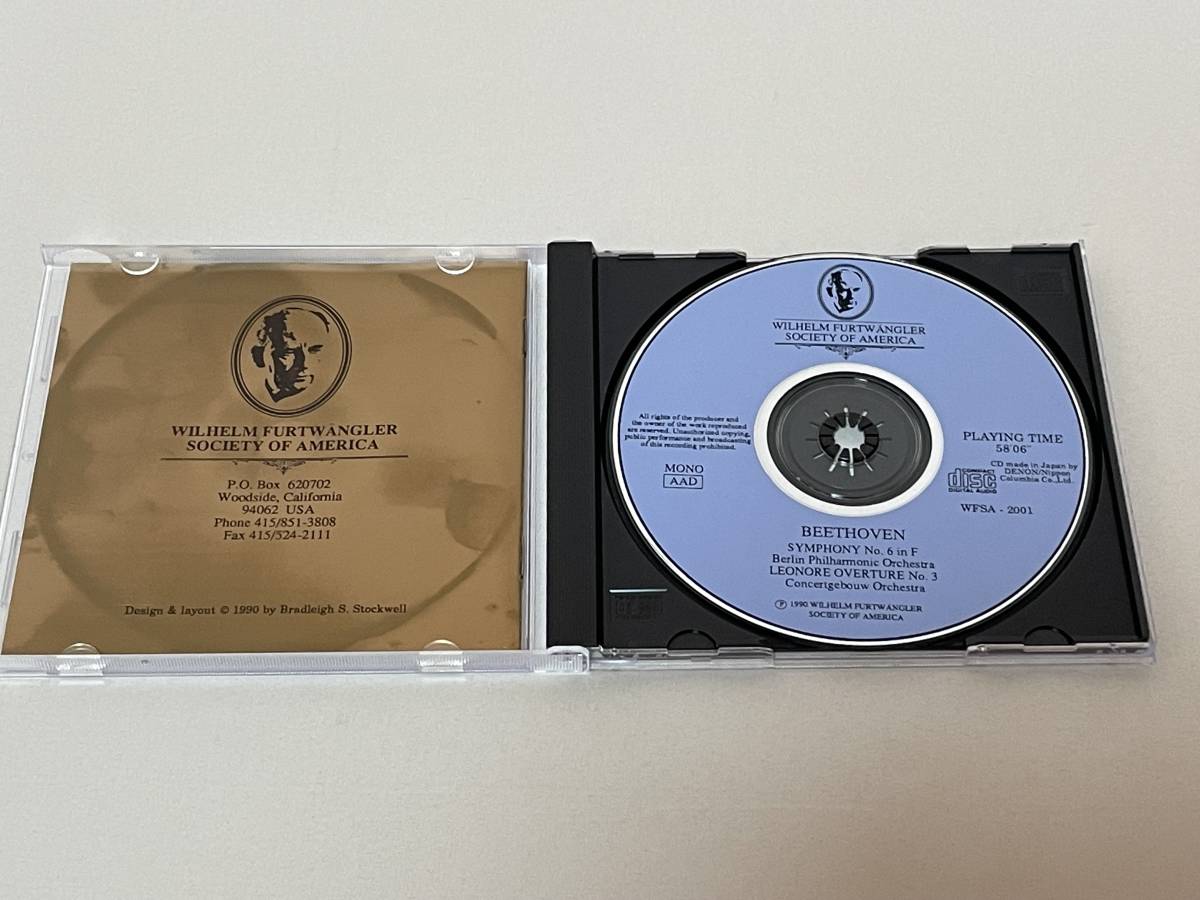 WILHELM FURTWÄNGLER
SOCIETY OF AMERICA
P.O. Box 620702
Woodside, California
94062 USA
Phone 415/851-3808
Fax 415/524-2111
Design & layout © 1990 by Bradleigh S. Stockwell
WILHELM FURTWÄNGLER
SOCIETY OF AMERICA
All rights of the producer and
the owner of the work reproduced
are reserved. Unauthorized copying,
public performance and broadcasting
of this recording prohibited.
MONO
AAD
PLAYING TIME
58'06"
COMPACT
disc
DIGITAL AUDIO
CD made in Japan by
DENON/Nippon
Columbia Co., Ltd.
WFSA - 2001
BEETHOVEN
SYMPHONY No. 6 in F
Berlin Philharmonic Orchestra
LEONORE OVERTURE No. 3
Concertgebouw Orchestra
℗ 1990 WILHELM FURTWÄNGLER
SOCIETY OF AMERICA